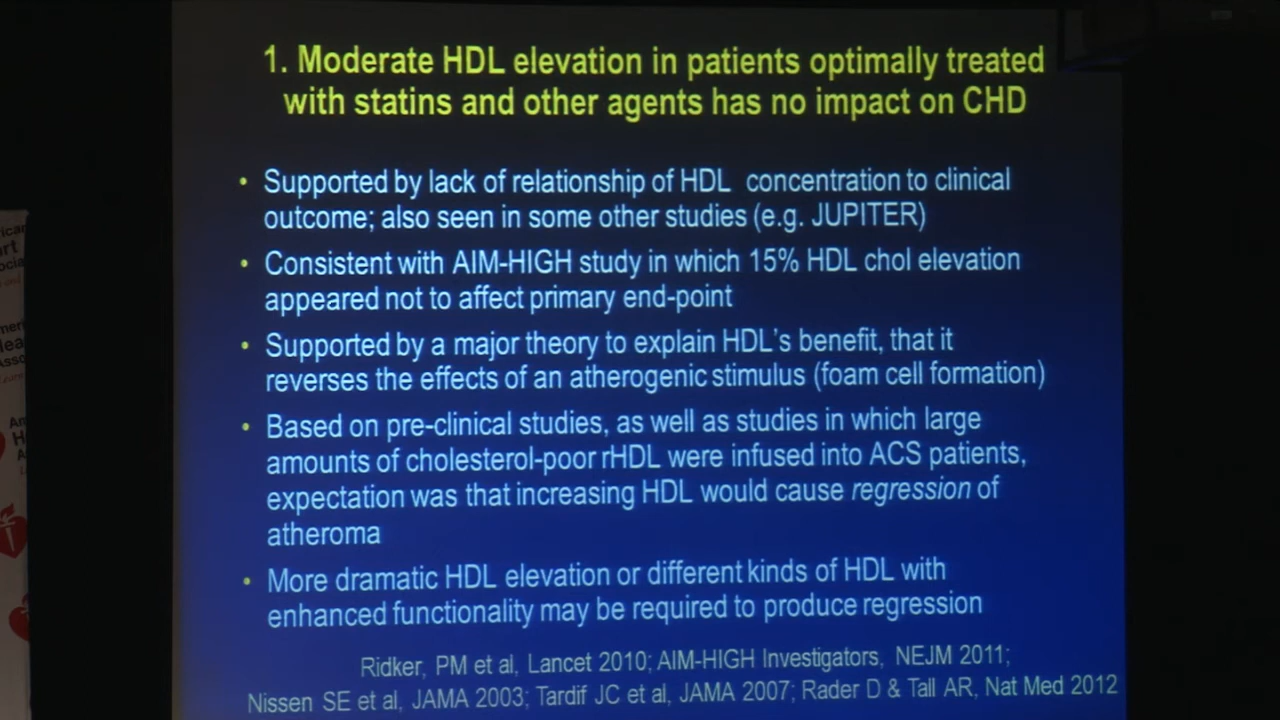 1. Moderate HDL elevation in patients optimally treated
with statins and other agents has no impact on CHD
• Supported by lack of relationship of HDL concentration to clinical
outcome; also seen in some other studies (e.g. JUPITER)
• Consistent with AIM-HIGH study in which 15% HDL chol elevation
appeared not to affect primary end-point
• Supported by a major theory to explain HDL's benefit, that it
reverses the effects of an atherogenic stimulus (foam cell formation)
• Based on pre-clinical studies, as well as studies in which large
amounts of cholesterol-poor rHDL were infused into ACS patients,
expectation was that increasing HDL would cause regression of
atheroma
• More dramatic HDL elevation or different kinds of HDL with
enhanced functionality may be required to produce regression
Ridker, PM et al, Lancet 2010; AIM-HIGH Investigators, NEJM 2011;
Nissen SE et al, JAMA 2003; Tardif JC et al, JAMA 2007; Rader D & Tall AR, Nat Med 2012